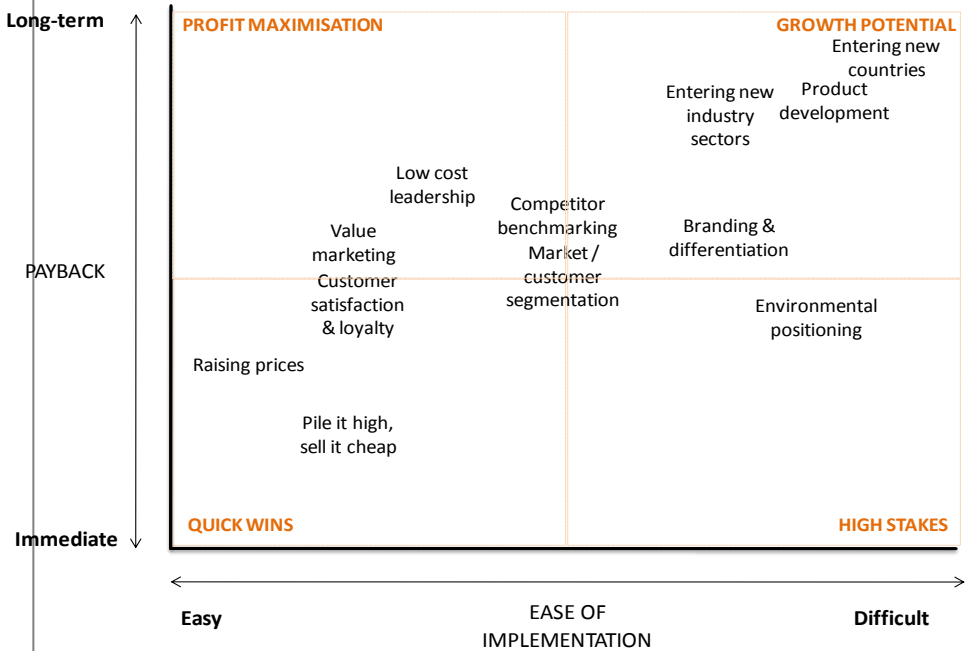 Long-term
PROFIT MAXIMISATION
GROWTH POTENTIAL
Entering new
countries
Entering new
industry
sectors
Product
development
Low cost
leadership
Competitor
benchmarking
Value
marketing
Branding &
differentiation
Market /
customer
segmentation
PAYBACK
Customer
satisfaction
& loyalty
Environmental
positioning
Raising prices
Pile it high,
sell it cheap
QUICK WINS
HIGH STAKES
Immediate
Easy
EASE OF
IMPLEMENTATION
Difficult